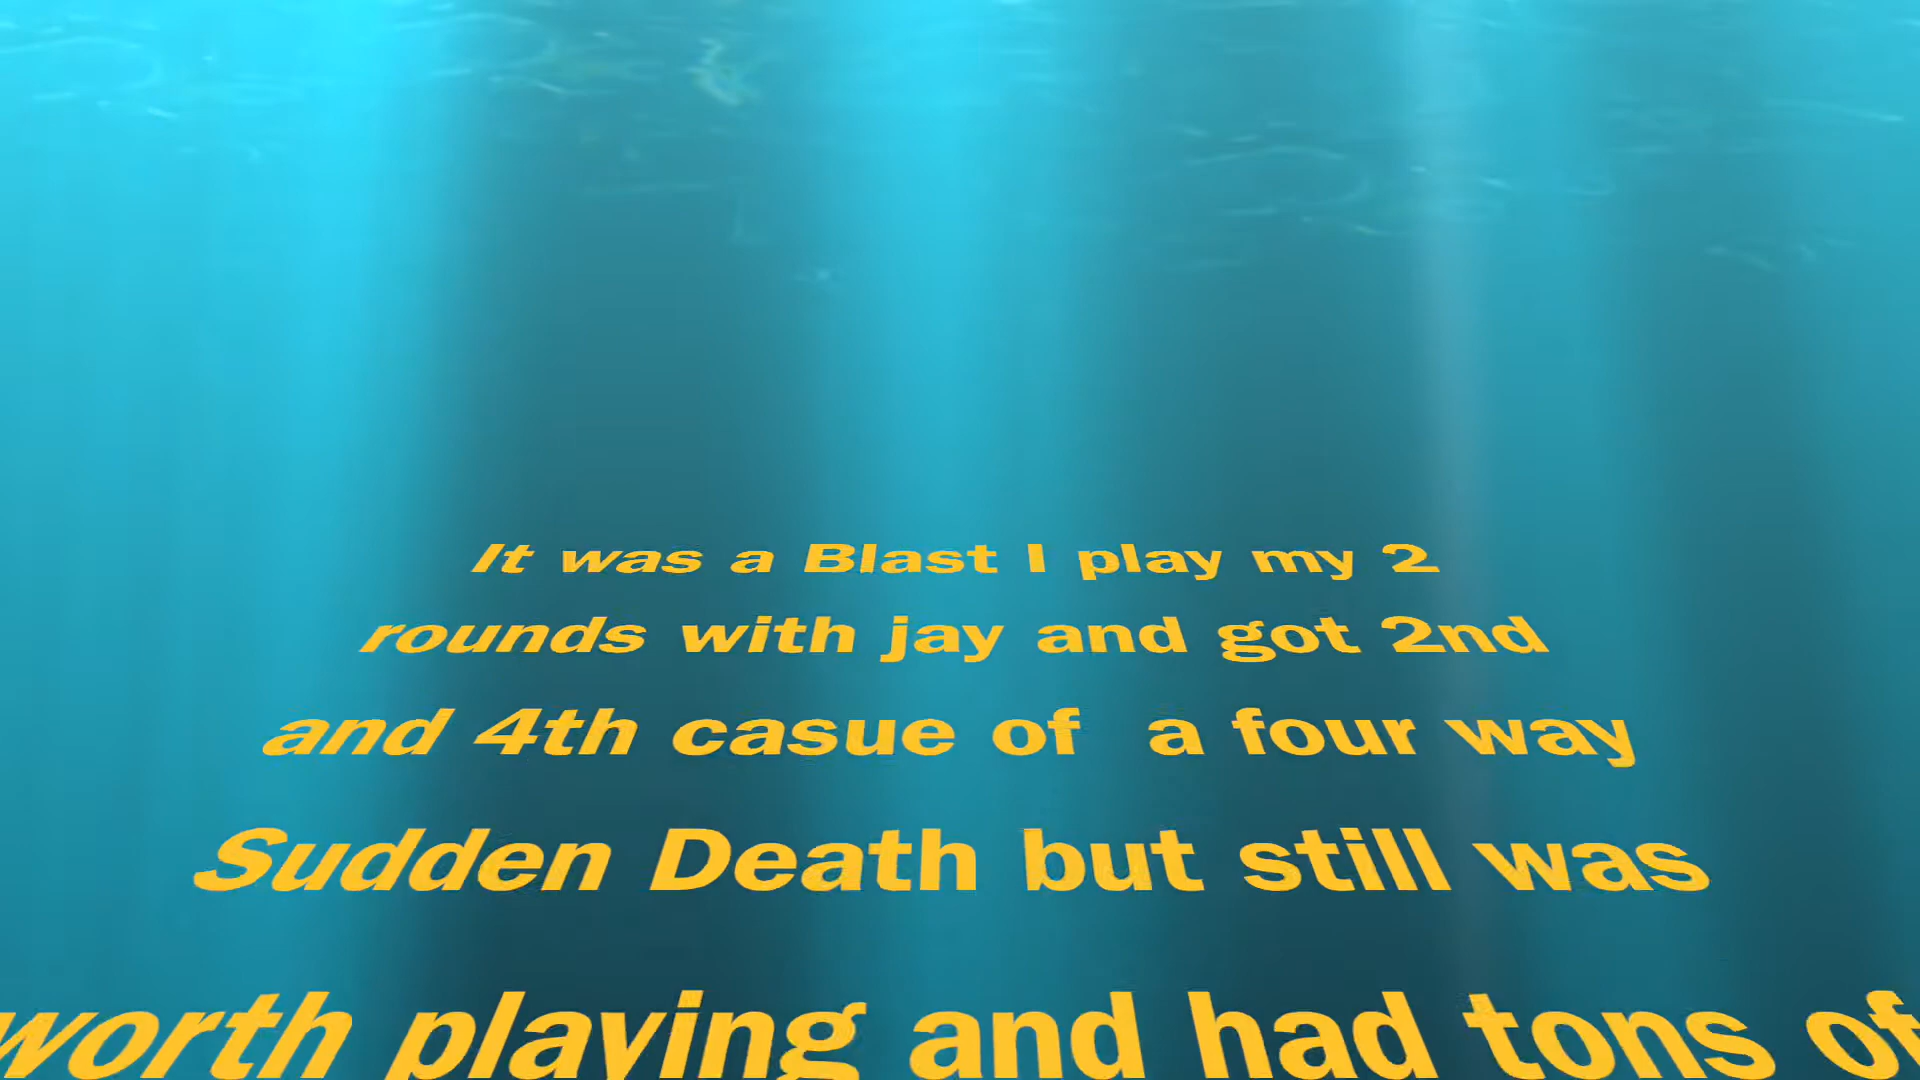 It was a Blast I play my 2
rounds with jay and got 2nd
and 4th casue of  a four way
Sudden Death but still was
worth playing and had tons of